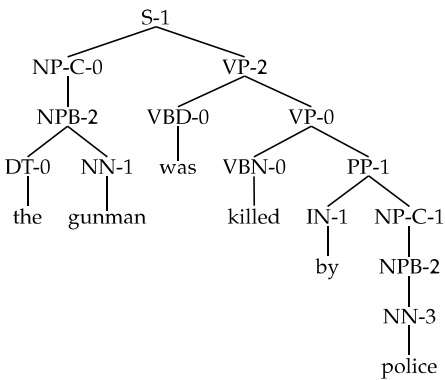 S-1
NP-C-0 VP-2
NPB-2 VBD-0 VP-0
DT-0 NN-1 was VBN-0 PP-1
the gunman killed IN-1 NP-C-1
by NPB-2
NN-3
police